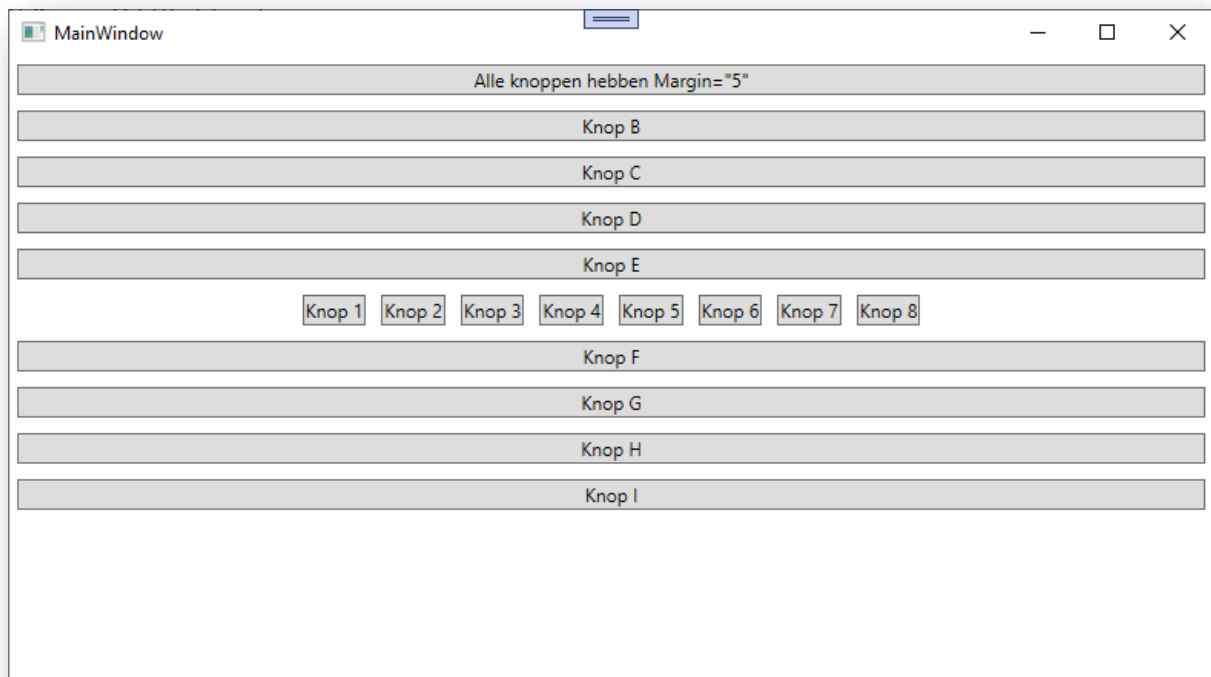 MainWindow
Alle knoppen hebben Margin="5"
Knop B
Knop C
Knop D
Knop E
Knop 1 Knop 2 Knop 3 Knop 4 Knop 5 Knop 6 Knop 7 Knop 8
Knop F
Knop G
Knop H
Knop I